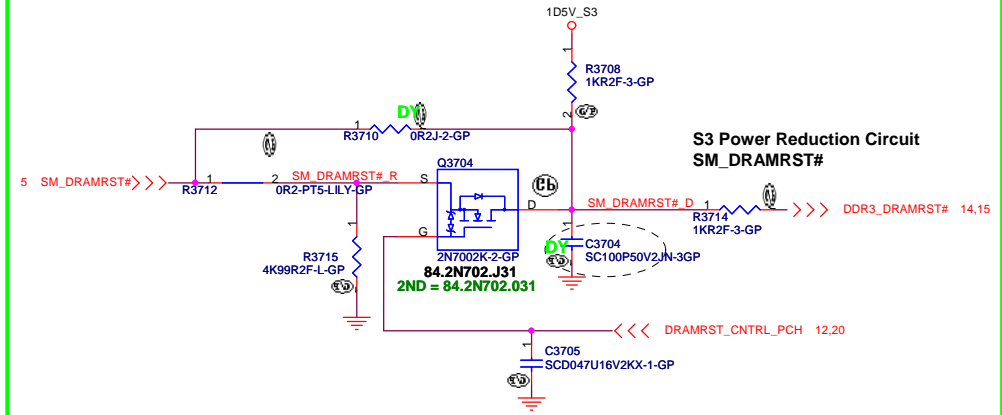 1D5V_S3
1
R3708
1KR2F-3-GP
2
DY
1
R3710
0R2J-2-GP
S3 Power Reduction Circuit
SM_DRAMRST#
Q3704
5 SM_DRAMRST#
R3712
1
2
0R2-PT5-LILY-GP
SM_DRAMRST#_R
S
D
G
SM_DRAMRST#_D
1
R3714
1KR2F-3-GP
DDR3_DRAMRST# 14,15
1
R3715
4K99R2F-L-GP
2N7002K-2-GP
84.2N702.J31
2ND = 84.2N702.031
1
DY
C3704
SC100P50V2JN-3GP
DRAMRST_CNTRL_PCH 12,20
1
C3705
SCD047U16V2KX-1-GP